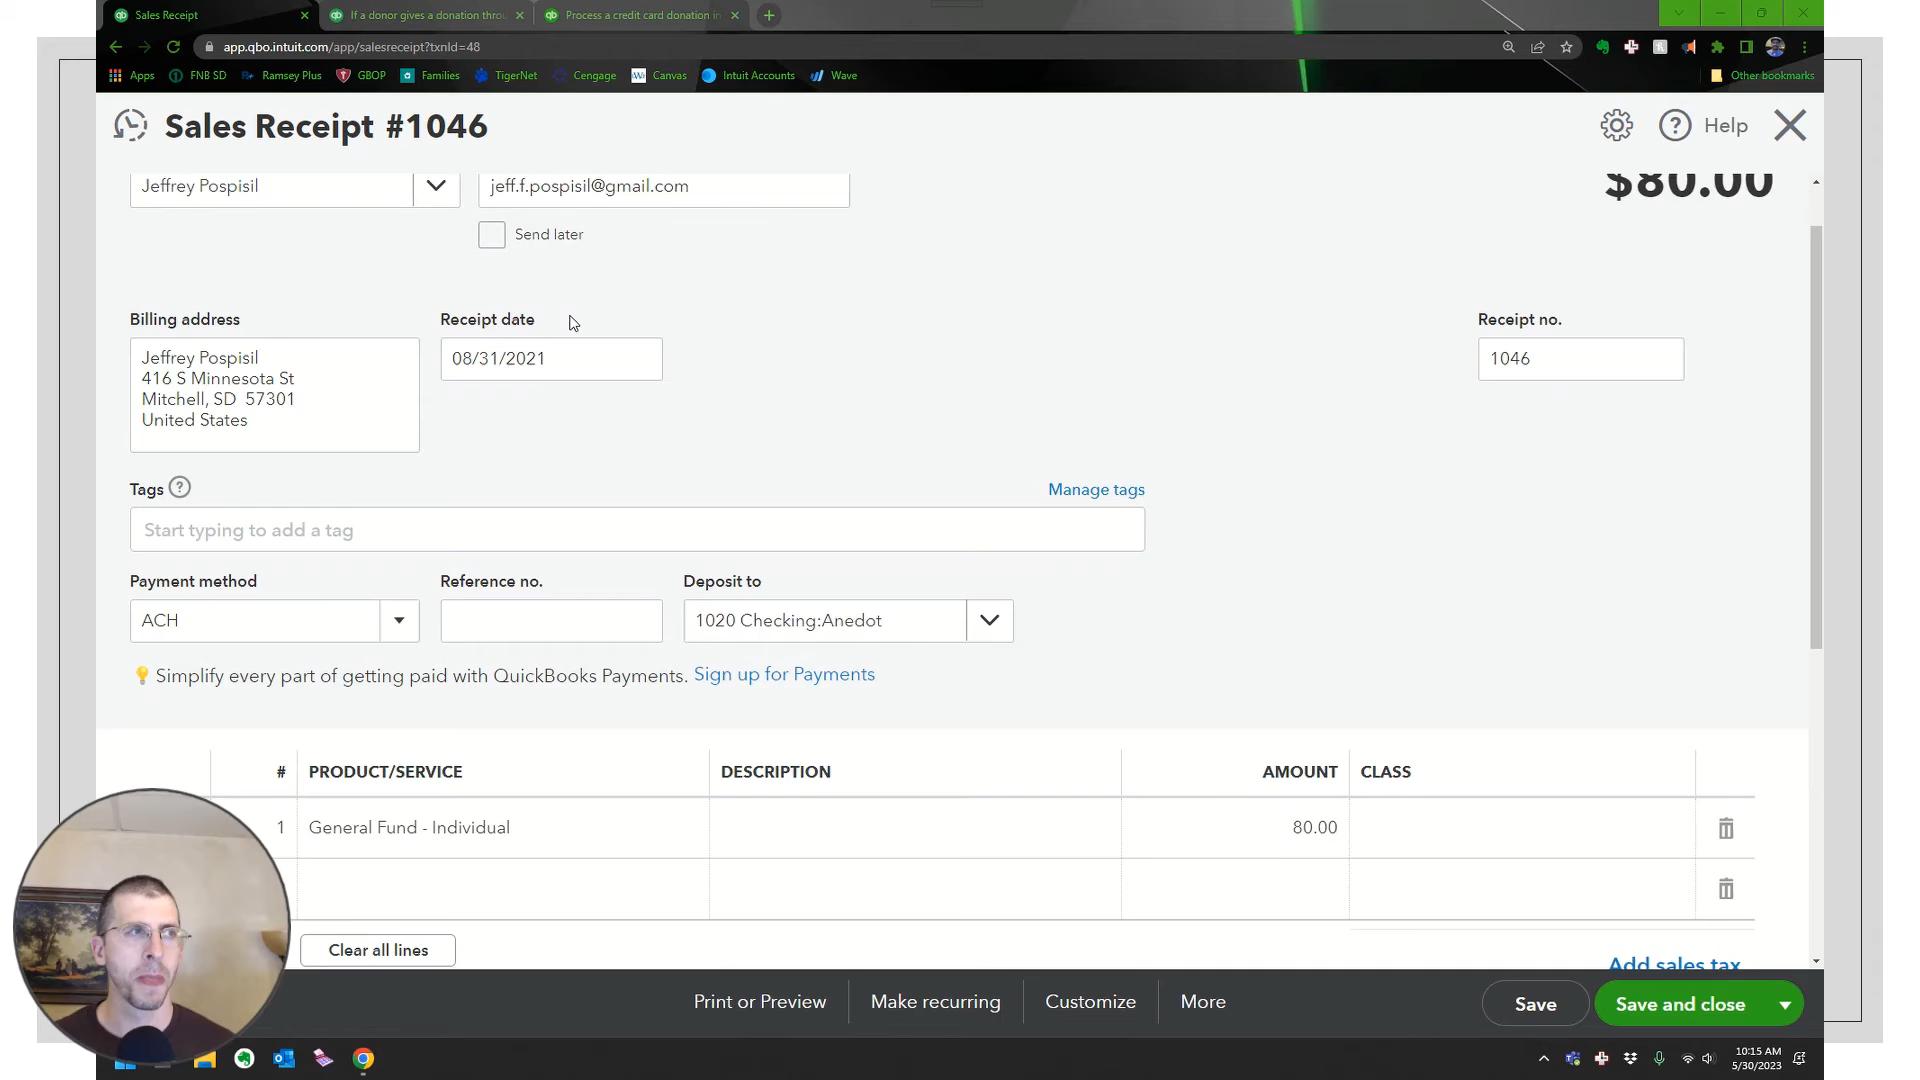 Sales Receipt
If a donor gives a donation throu
Process a credit card donation in
app.qbo.intuit.com/app/salesreceipt?txnId=48
Apps FNB SD Ramsey Plus GBOP Families TigerNet Cengage Canvas Intuit Accounts Wave Other bookmarks
Sales Receipt #1046
Help
Jeffrey Pospisil
jeff.f.pospisil@gmail.com
$80.00
Send later
Billing address
Receipt date
Receipt no.
Jeffrey Pospisil
416 S Minnesota St
Mitchell, SD 57301
United States
08/31/2021
1046
Tags
Manage tags
Start typing to add a tag
Payment method
Reference no.
Deposit to
ACH
1020 Checking:Anedot
Simplify every part of getting paid with QuickBooks Payments. Sign up for Payments
# PRODUCT/SERVICE DESCRIPTION AMOUNT CLASS
1 General Fund - Individual 80.00
Clear all lines
Add sales tax
Print or Preview
Make recurring
Customize
More
Save
Save and close
10:15 AM
5/30/2023